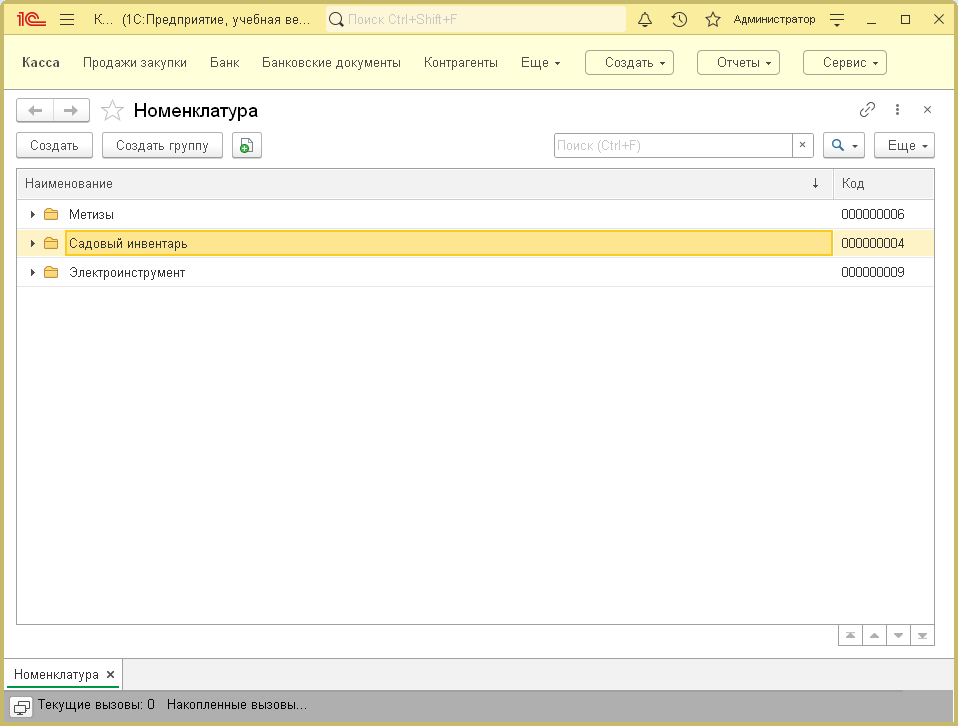 1С К... (1С:Предприятие, учебная ве... Поиск Ctrl+Shift+F Администратор
Касса Продажи закупки Банк Банковские документы Контрагенты Еще Создать Отчеты Сервис
Номенклатура
Создать Создать группу Поиск (Ctrl+F) × Еще
Наименование ↓ Код
Метизы 000000006
Садовый инвентарь 000000004
Электроинструмент 000000009
Номенклатура ×
Текущие вызовы: 0 Накопленные вызовы...